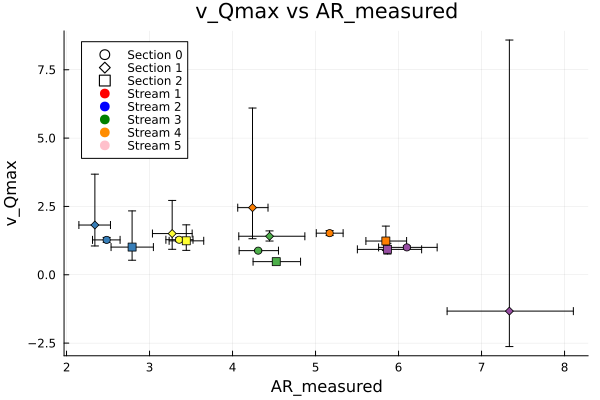 v_Qmax vs AR_measured
Section 0
Section 1
Section 2
Stream 1
Stream 2
Stream 3
Stream 4
Stream 5
7.5
5.0
2.5
0.0
−2.5
v_Qmax
2 3 4 5 6 7 8
AR_measured